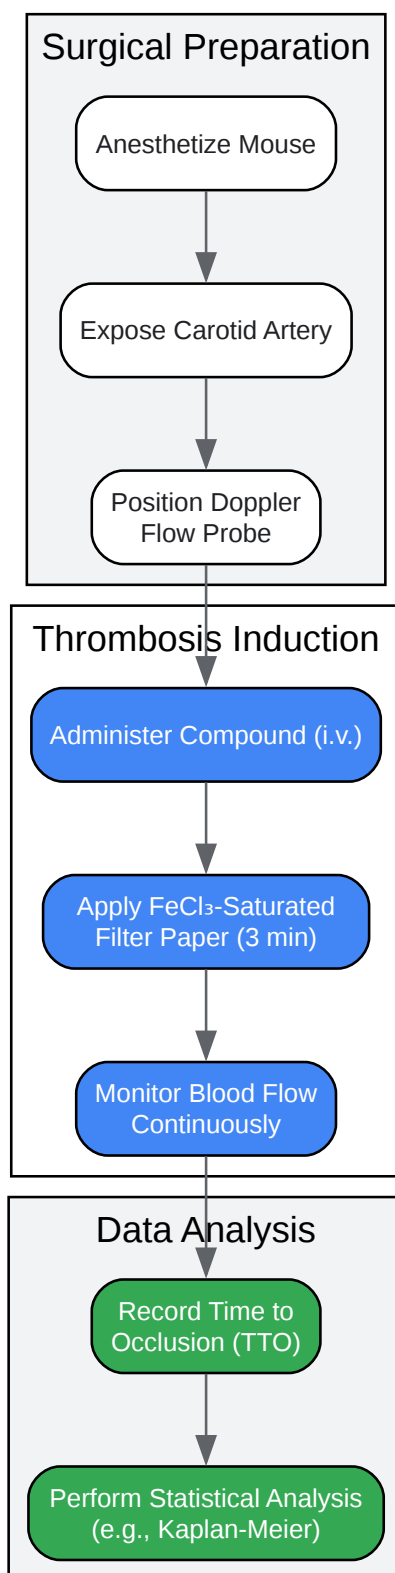 Surgical Preparation
Anesthetize Mouse
Expose Carotid Artery
Position Doppler
Flow Probe
Thrombosis Induction
Administer Compound (i.v.)
Apply FeCl₃-Saturated
Filter Paper (3 min)
Monitor Blood Flow
Continuously
Data Analysis
Record Time to
Occlusion (TTO)
Perform Statistical Analysis
(e.g., Kaplan-Meier)